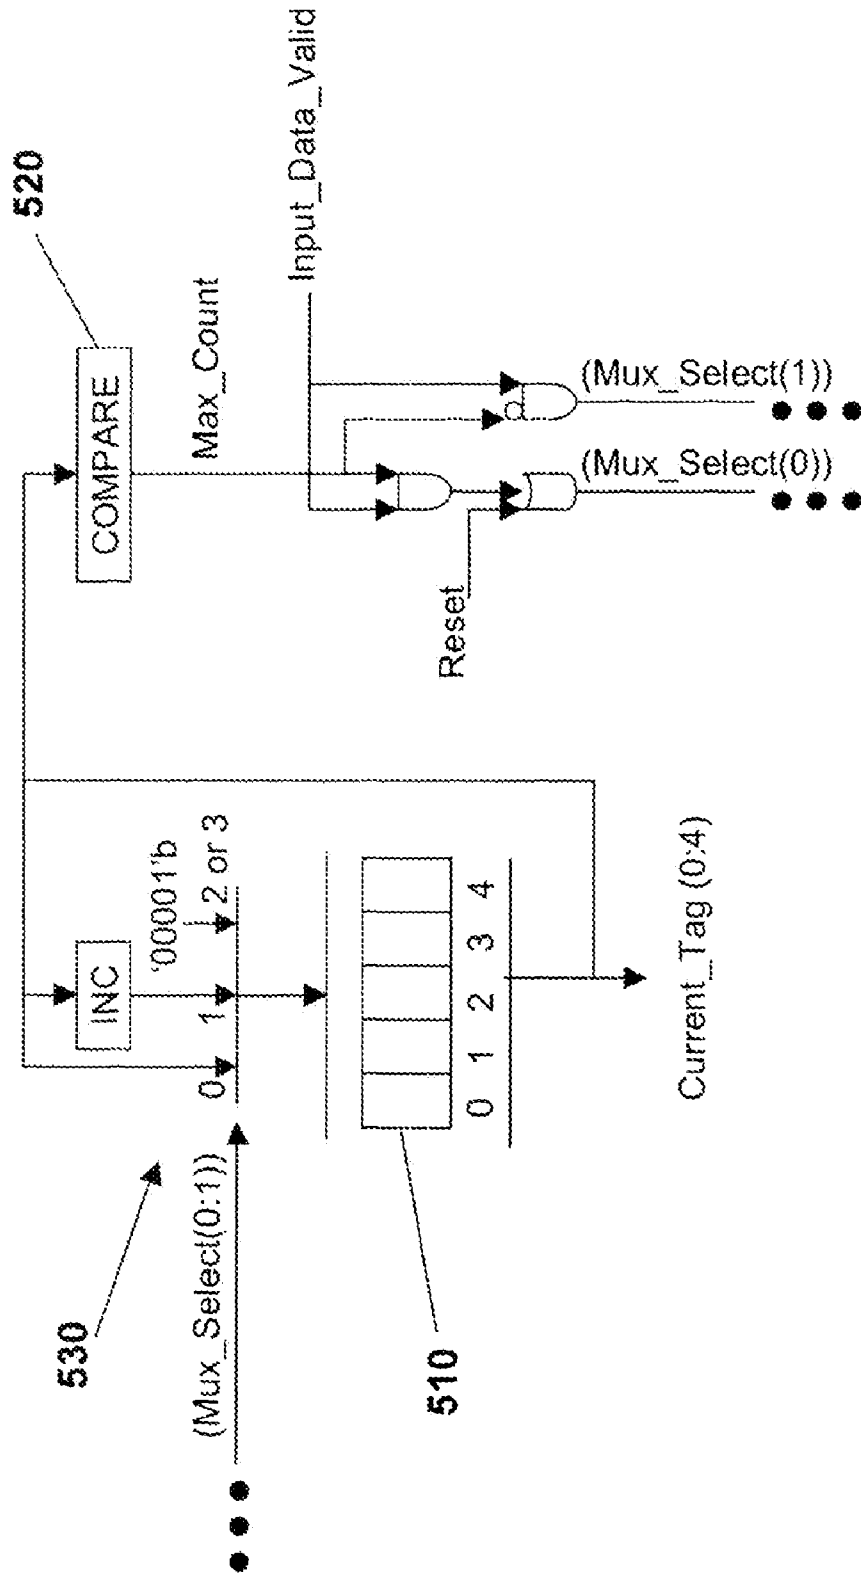 530
(Mux_Select(0:1))
0
1
2 or 3
INC
'00001'b
510
0 1 2 3 4
Current_Tag (0:4)
520
COMPARE
Max_Count
Input_Data_Valid
Reset
(Mux_Select(0))
(Mux_Select(1))